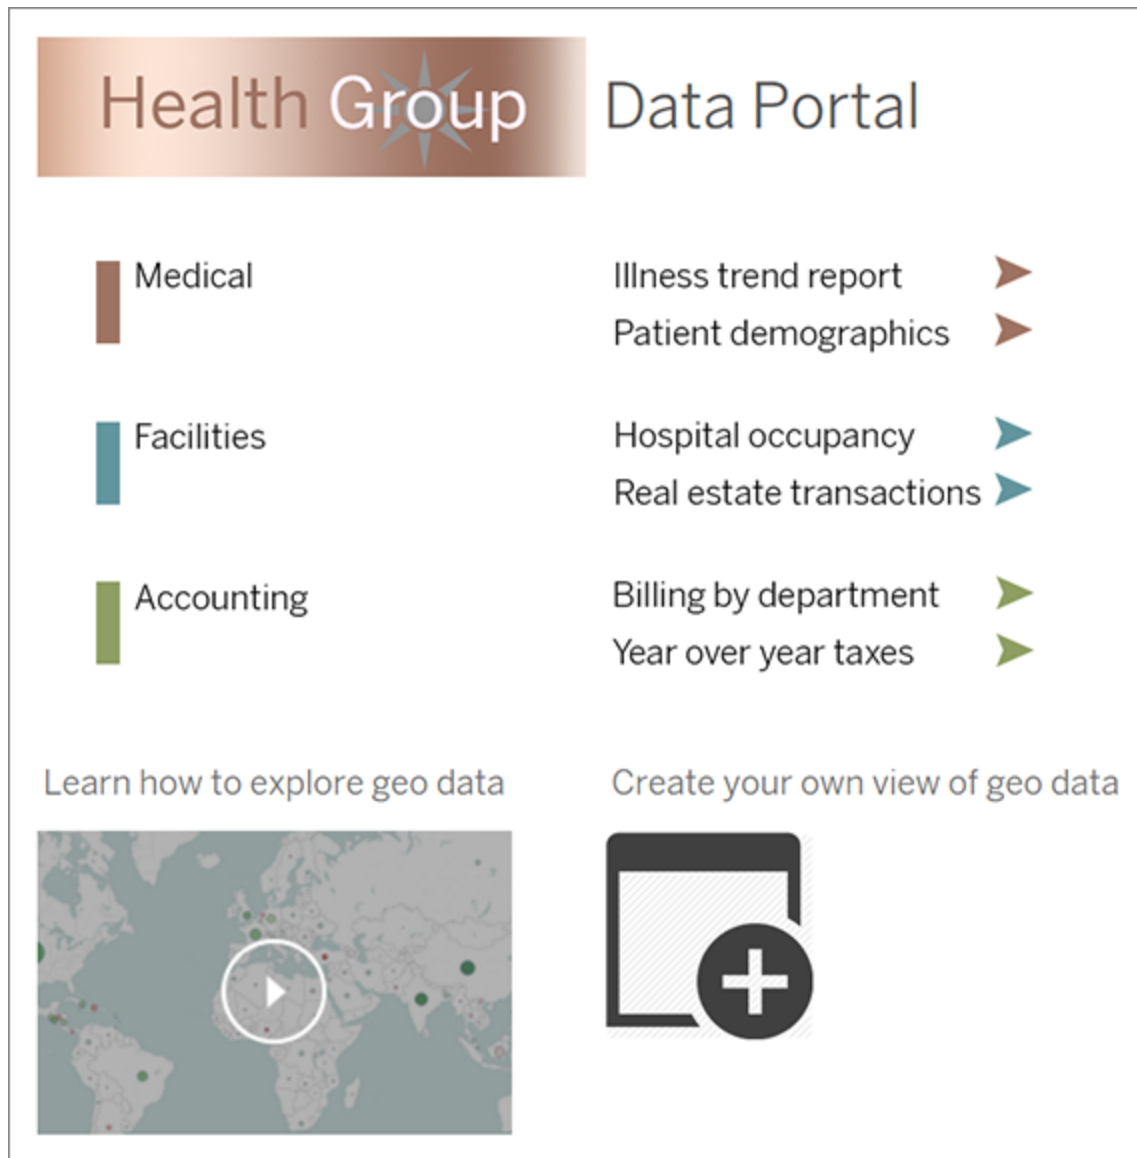 Health Group Data Portal
Medical
Illness trend report
Patient demographics
Facilities
Hospital occupancy
Real estate transactions
Accounting
Billing by department
Year over year taxes
Learn how to explore geo data
Create your own view of geo data